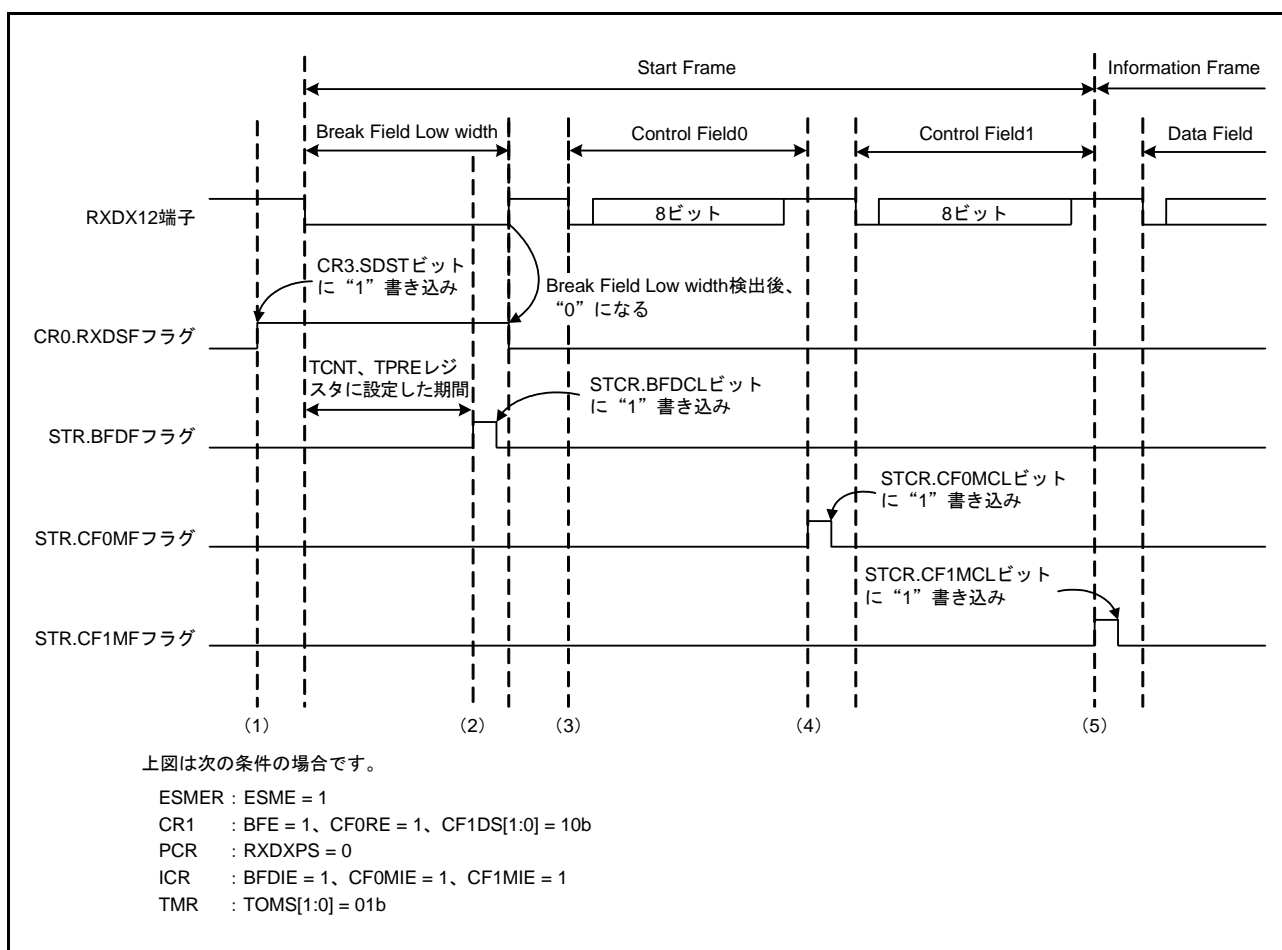 Start Frame
Information Frame
Break Field Low width
Control Field0
Control Field1
Data Field
RXDX12端子
8ビット
8ビット
CR3.SDSTビット
に“1”書き込み
Break Field Low width検出後、
“0”になる
CR0.RXDSFフラグ
TCNT、TPREレジ
スタに設定した期間
STCR.BFDCLビット
に“1”書き込み
STR.BFDFフラグ
STCR.CF0MCLビット
に“1”書き込み
STR.CF0MFフラグ
STCR.CF1MCLビット
に“1”書き込み
STR.CF1MFフラグ
(1)
(2)
(3)
(4)
(5)
上図は次の条件の場合です。
ESMER : ESME = 1
CR1 : BFE = 1、CF0RE = 1、CF1DS[1:0] = 10b
PCR : RXDXPS = 0
ICR : BFDIE = 1、CF0MIE = 1、CF1MIE = 1
TMR : TOMS[1:0] = 01b